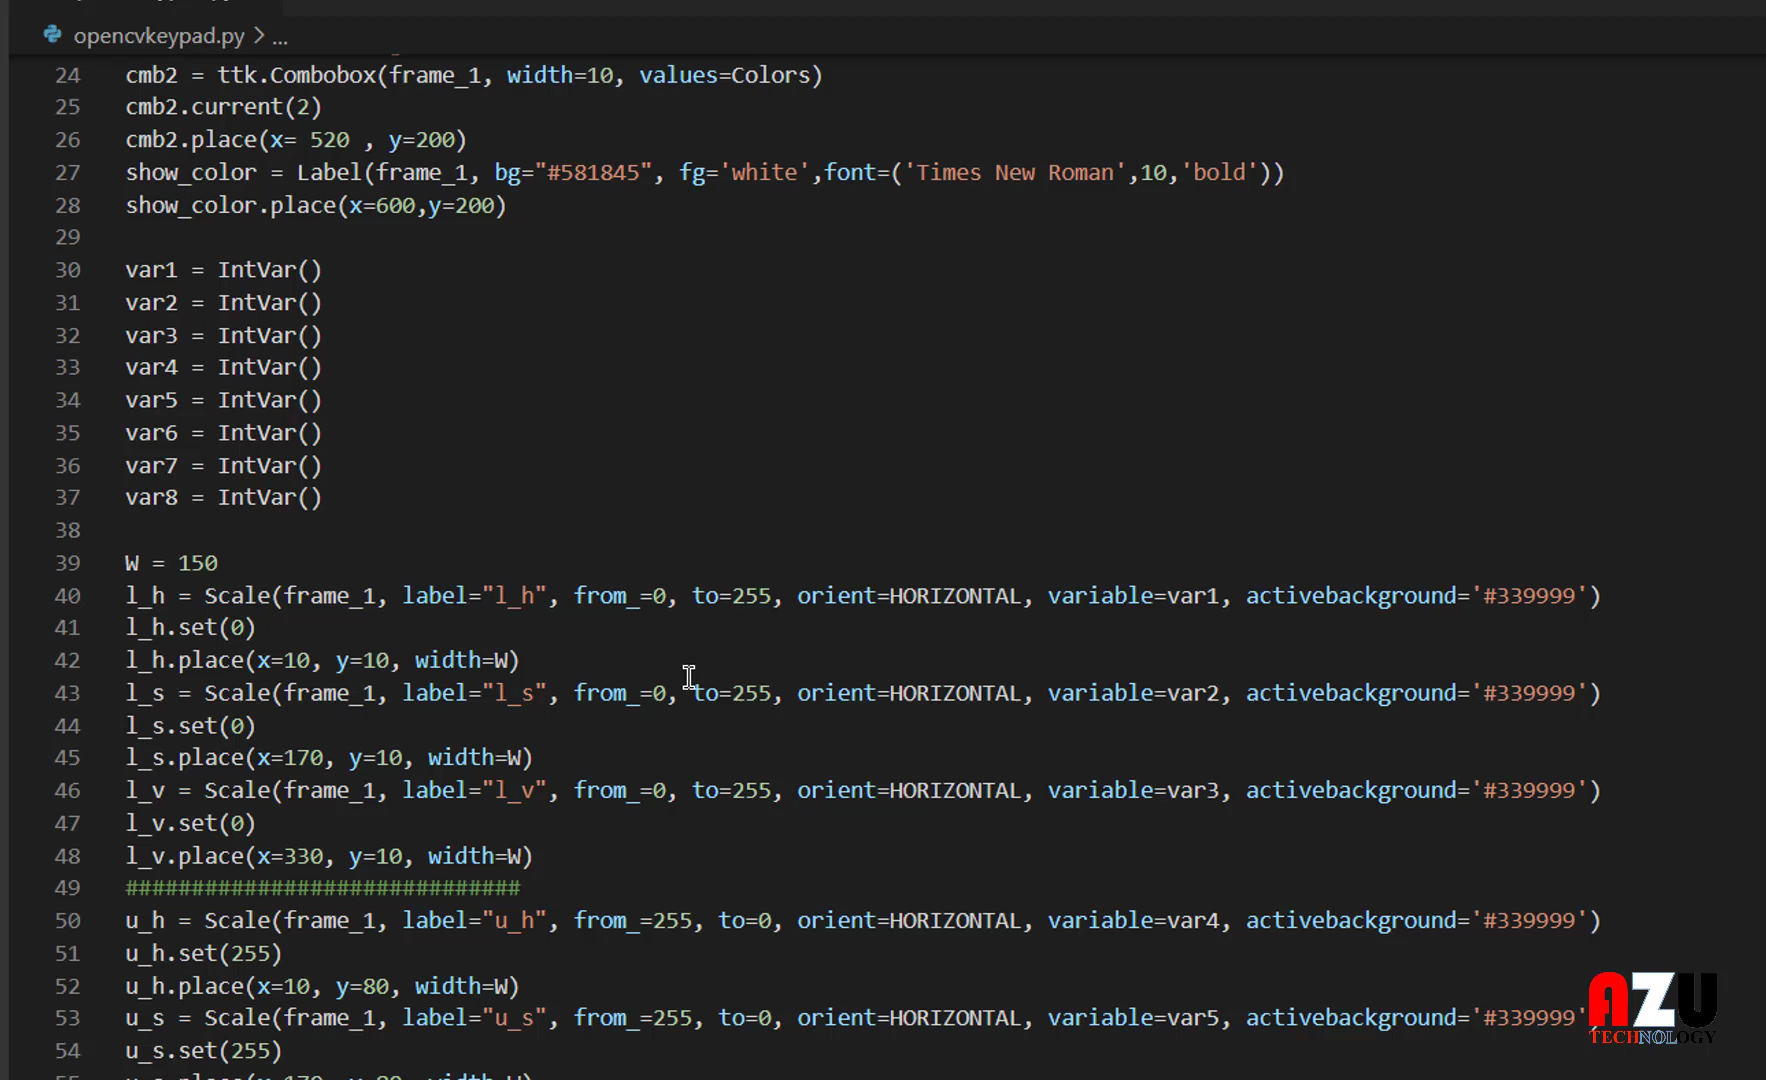 opencvkeypad.py > ...
24 cmb2 = ttk.Combobox(frame_1, width=10, values=Colors)
25 cmb2.current(2)
26 cmb2.place(x= 520 , y=200)
27 show_color = Label(frame_1, bg="#581845", fg='white',font=('Times New Roman',10,'bold'))
28 show_color.place(x=600,y=200)
29
30 var1 = IntVar()
31 var2 = IntVar()
32 var3 = IntVar()
33 var4 = IntVar()
34 var5 = IntVar()
35 var6 = IntVar()
36 var7 = IntVar()
37 var8 = IntVar()
38
39 W = 150
40 l_h = Scale(frame_1, label="l_h", from_=0, to=255, orient=HORIZONTAL, variable=var1, activebackground='#339999')
41 l_h.set(0)
42 l_h.place(x=10, y=10, width=W)
43 l_s = Scale(frame_1, label="l_s", from_=0, to=255, orient=HORIZONTAL, variable=var2, activebackground='#339999')
44 l_s.set(0)
45 l_s.place(x=170, y=10, width=W)
46 l_v = Scale(frame_1, label="l_v", from_=0, to=255, orient=HORIZONTAL, variable=var3, activebackground='#339999')
47 l_v.set(0)
48 l_v.place(x=330, y=10, width=W)
49 ##############################
50 u_h = Scale(frame_1, label="u_h", from_=255, to=0, orient=HORIZONTAL, variable=var4, activebackground='#339999')
51 u_h.set(255)
52 u_h.place(x=10, y=80, width=W)
53 u_s = Scale(frame_1, label="u_s", from_=255, to=0, orient=HORIZONTAL, variable=var5, activebackground='#339999'
54 u_s.set(255)
AZU
TECHNOLOGY